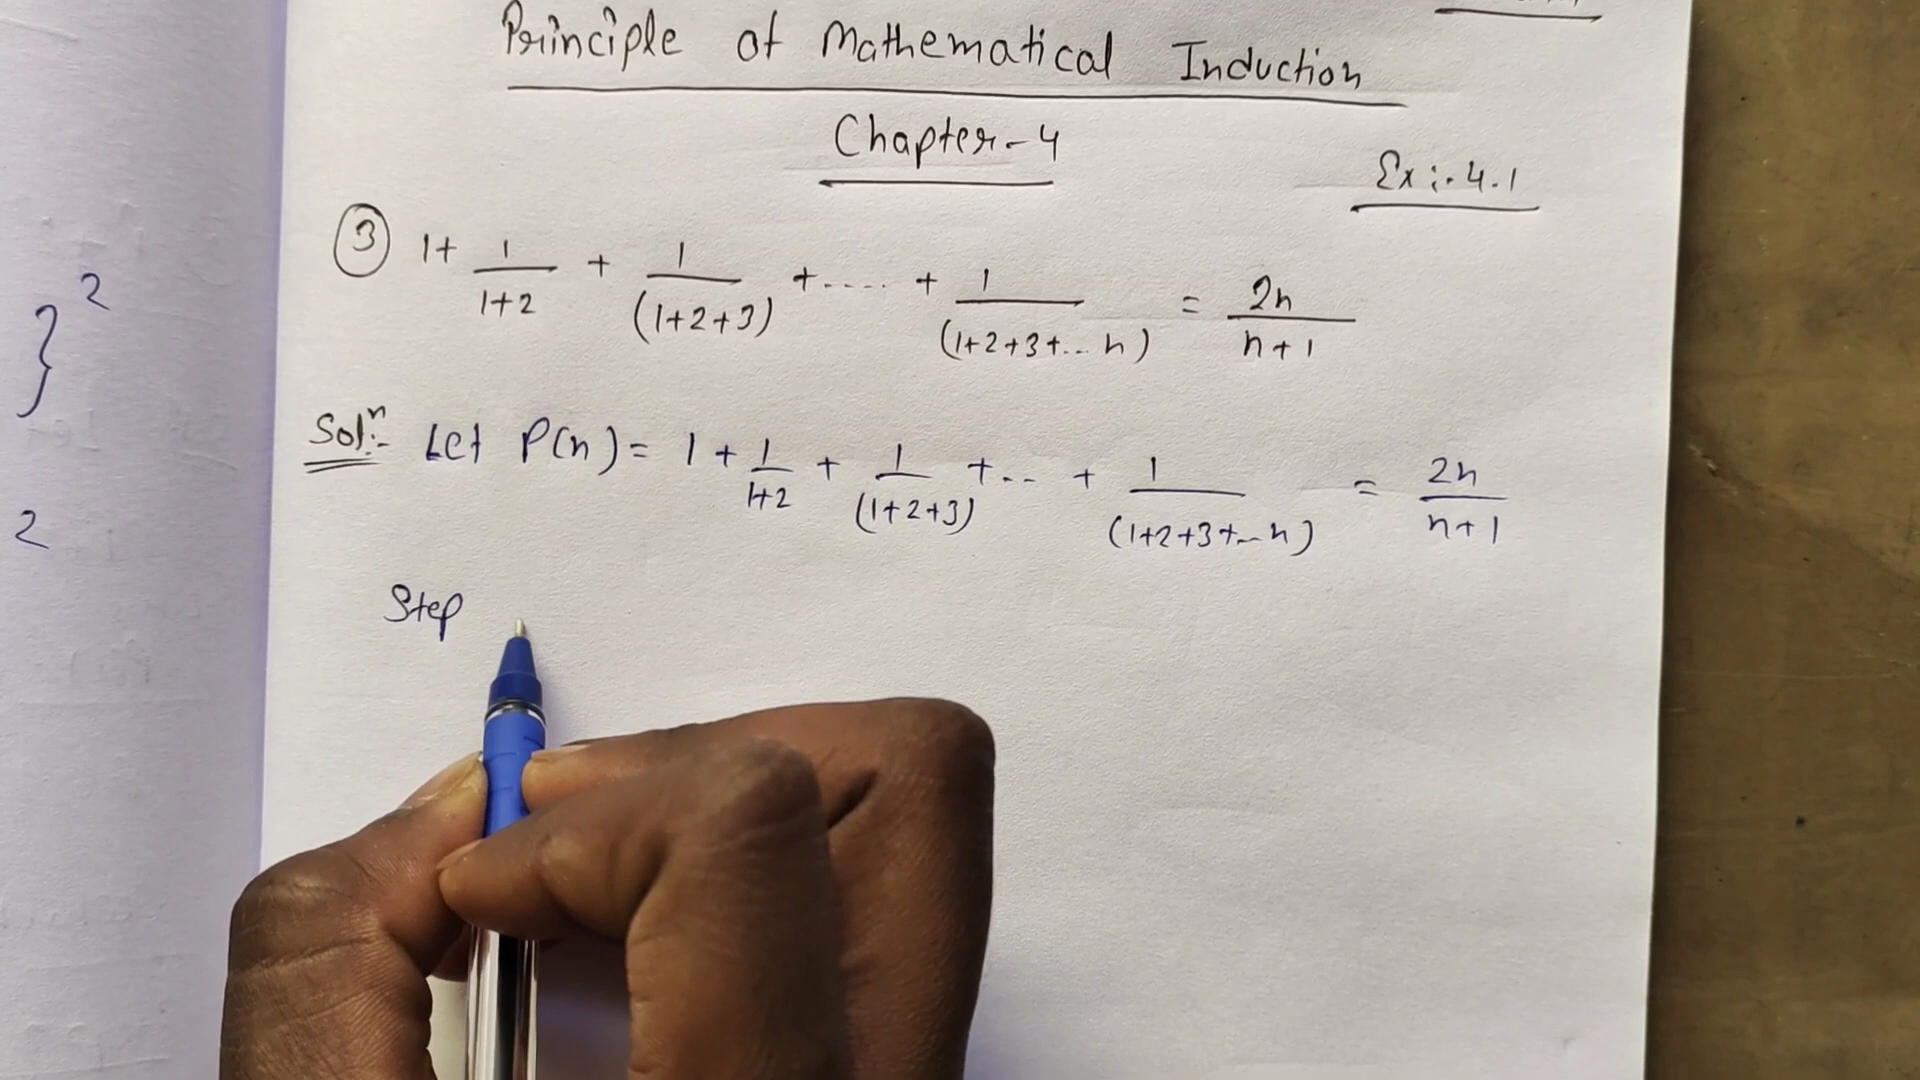 Principle of Mathematical Induction
Chapter-4
Ex:- 4.1
③ 1+ 1/(1+2) + 1/(1+2+3) +.... + 1/(1+2+3+...n) = 2n/(n+1)
Solⁿ:- Let P(n)= 1 + 1/(1+2) + 1/(1+2+3) +.. + 1/(1+2+3+...n) = 2n/(n+1)
Step
}²
2